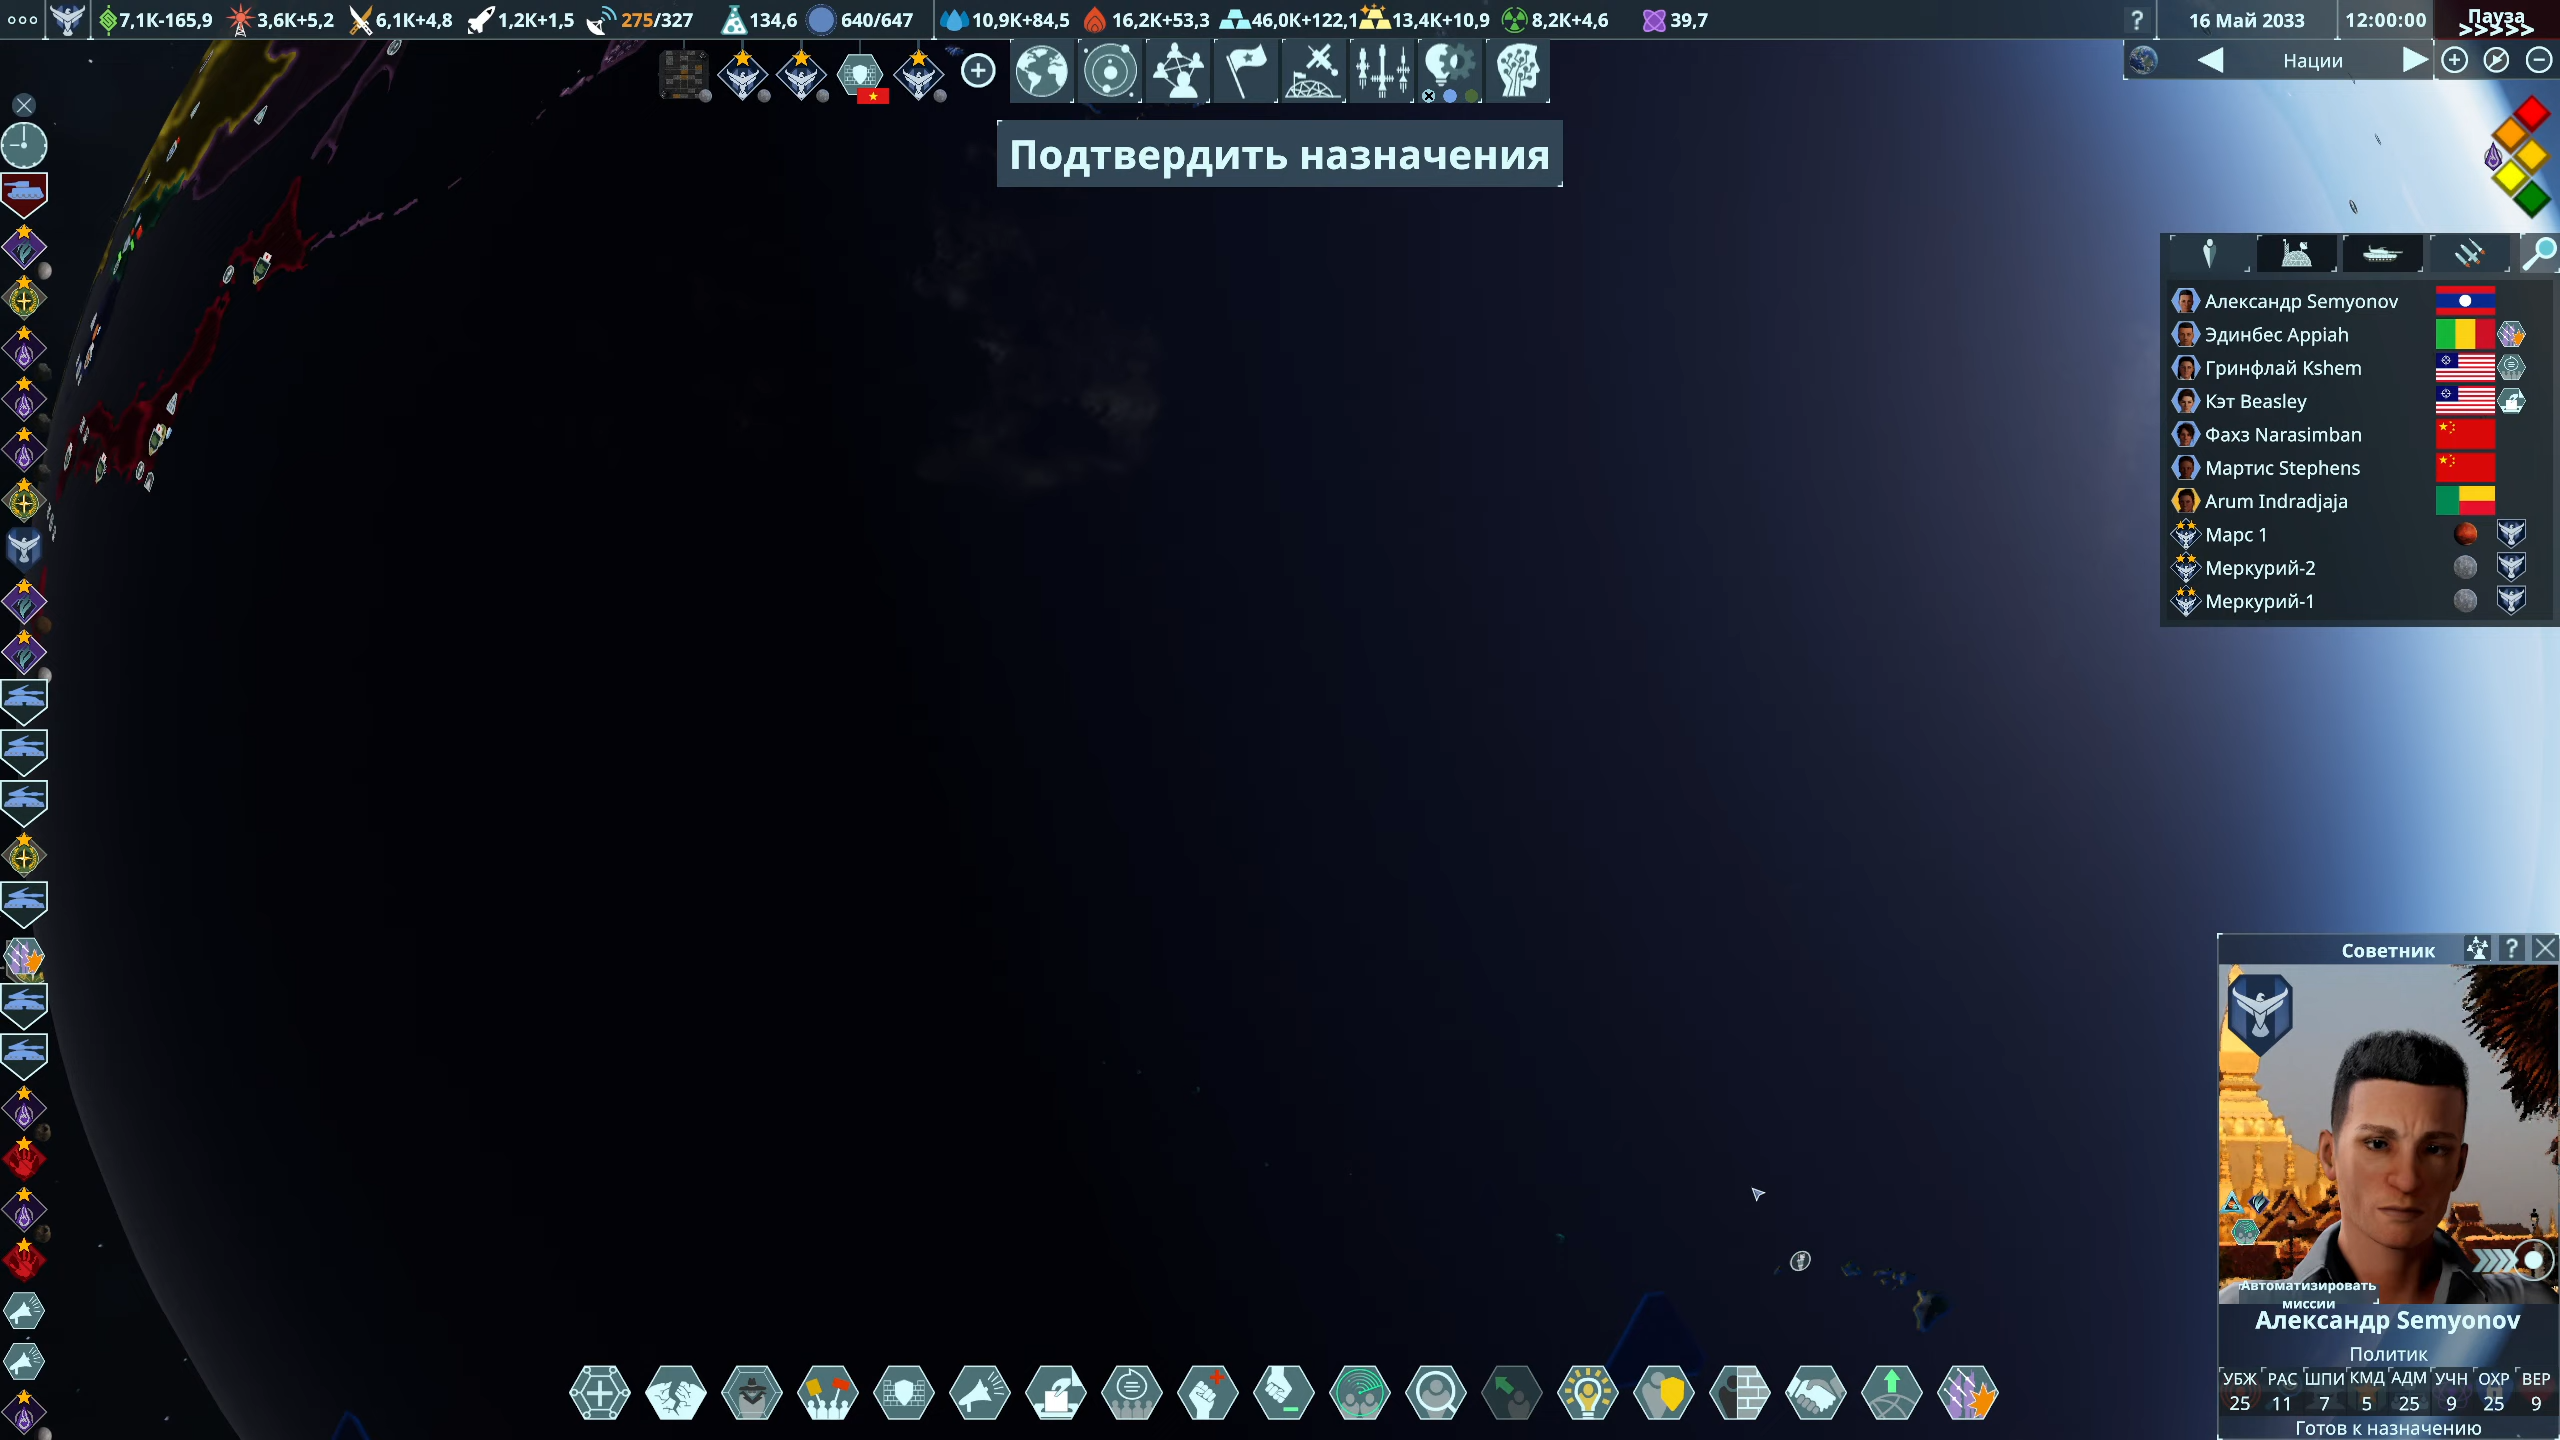 7,1K-165,9 3,6K+5,2 6,1K+4,8 1,2K+1,5 275/327 134,6 640/647 10,9K+84,5 16,2K+53,3 46,0K+122,1 13,4K+10,9 8,2K+4,6 39,7 ? 16 Май 2033 12:00:00 Пауза
>>>>>
Нации
Подтвердить назначения
Александр Semyonov
Эдинбес Appiah
Гринфлай Kshem
Кэт Beasley
Фахз Narasimban
Мартис Stephens
Arum Indradjaja
Марс 1
Меркурий-2
Меркурий-1
Советник ?
Автоматизировать
миссии
Александр Semyonov
Политик
УБЖ РАС ШПИ КМД АДМ УЧН ОХР ВЕР
25 11 7 5 25 9 25 9
Готов к назначению